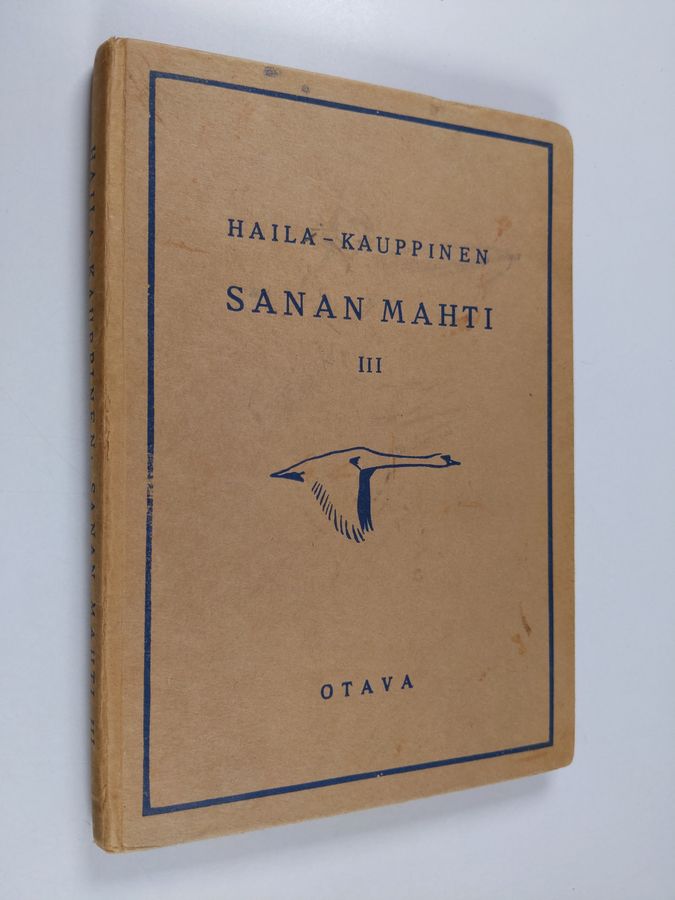 HAILA – KAUPPINEN
SANAN MAHTI
III
OTAVA
HAILA-KAUPPINEN: SANAN MAHTI III